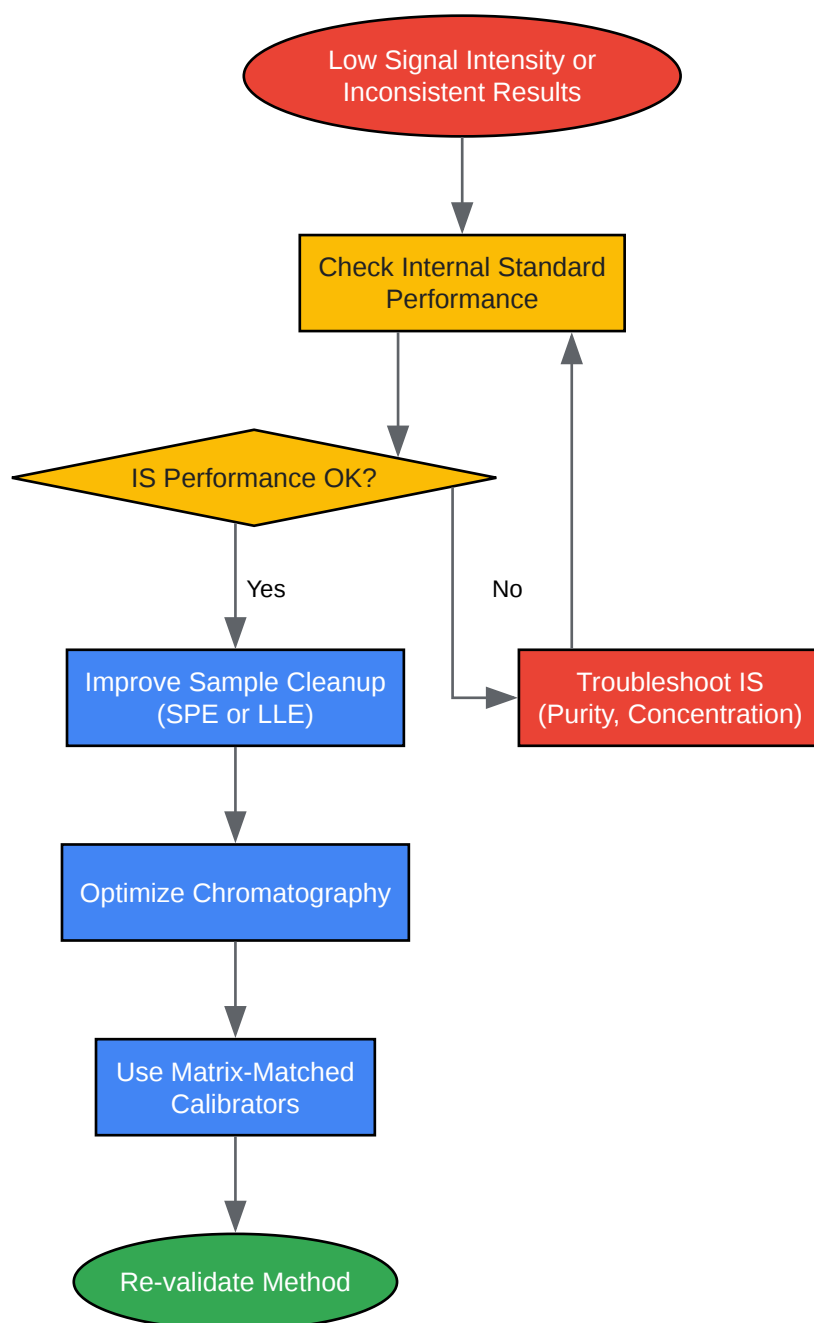 Low Signal Intensity or
Inconsistent Results
Check Internal Standard
Performance
IS Performance OK?
Yes
No
Improve Sample Cleanup
(SPE or LLE)
Troubleshoot IS
(Purity, Concentration)
Optimize Chromatography
Use Matrix-Matched
Calibrators
Re-validate Method